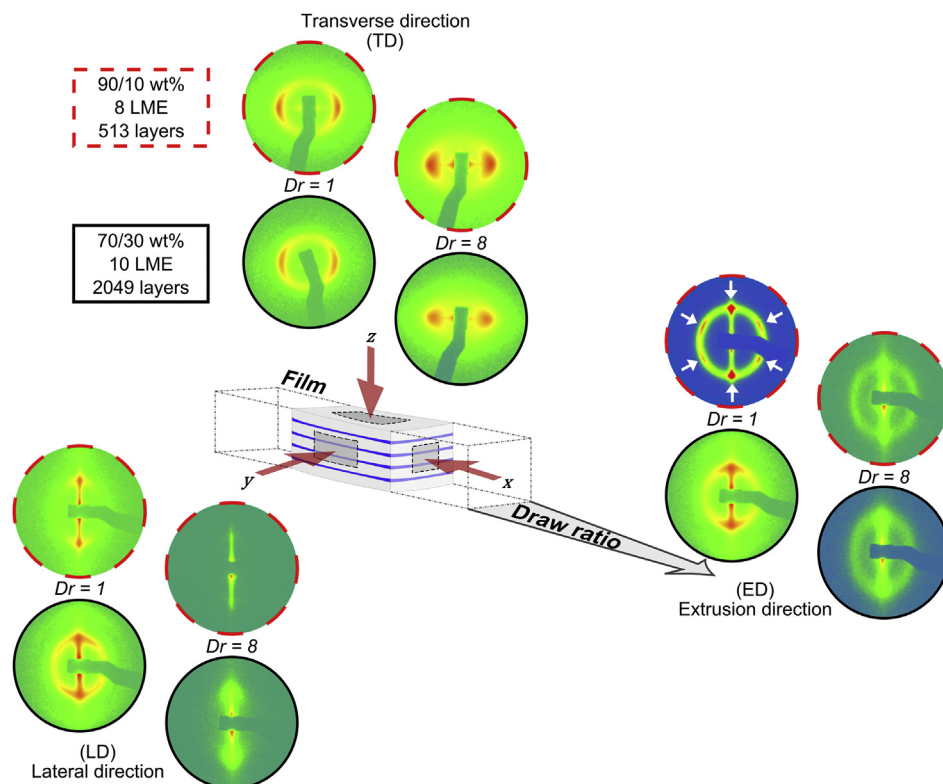 Transverse direction
(TD)
90/10 wt%
8 LME
513 layers
Dr = 1
Dr = 8
70/30 wt%
10 LME
2049 layers
z
Film
y
x
Draw ratio
Dr = 1
Dr = 8
(ED)
Extrusion direction
Dr = 1
Dr = 8
(LD)
Lateral direction